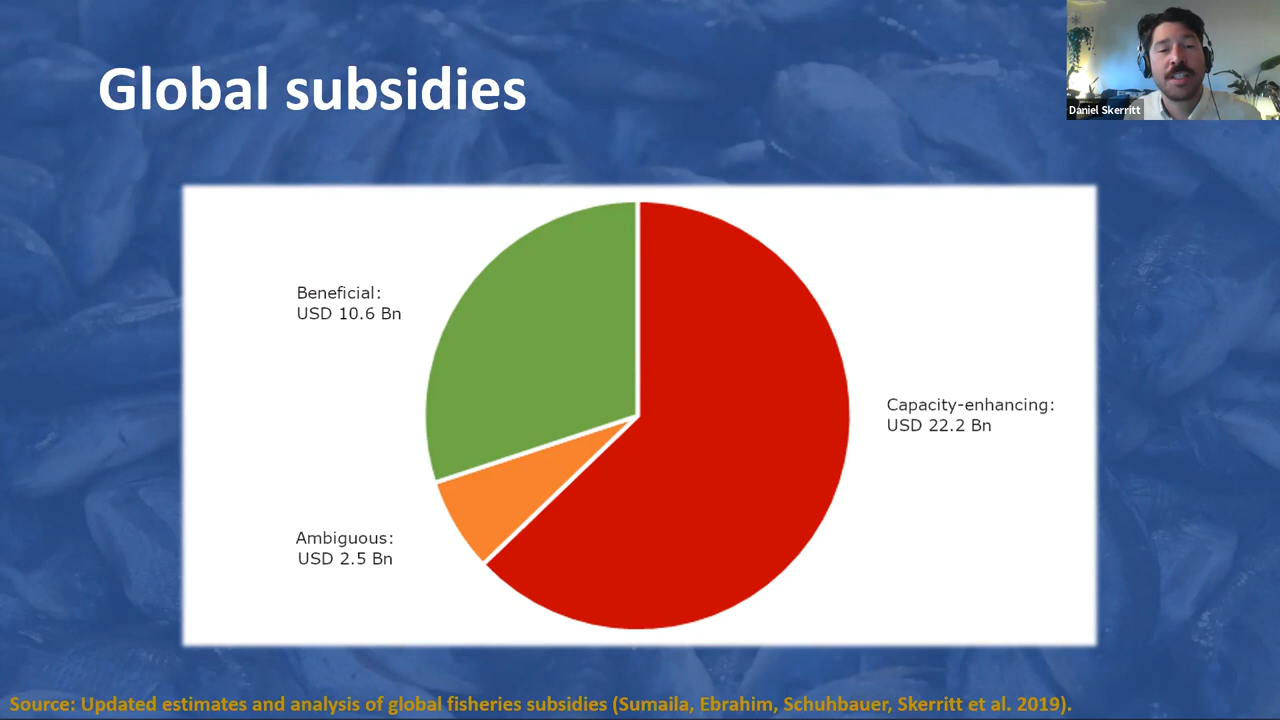 Global subsidies
Daniel Skerritt
Beneficial:
USD 10.6 Bn
Capacity-enhancing:
USD 22.2 Bn
Ambiguous:
USD 2.5 Bn
Source: Updated estimates and analysis of global fisheries subsidies (Sumaila, Ebrahim, Schuhbauer, Skerritt et al. 2019).